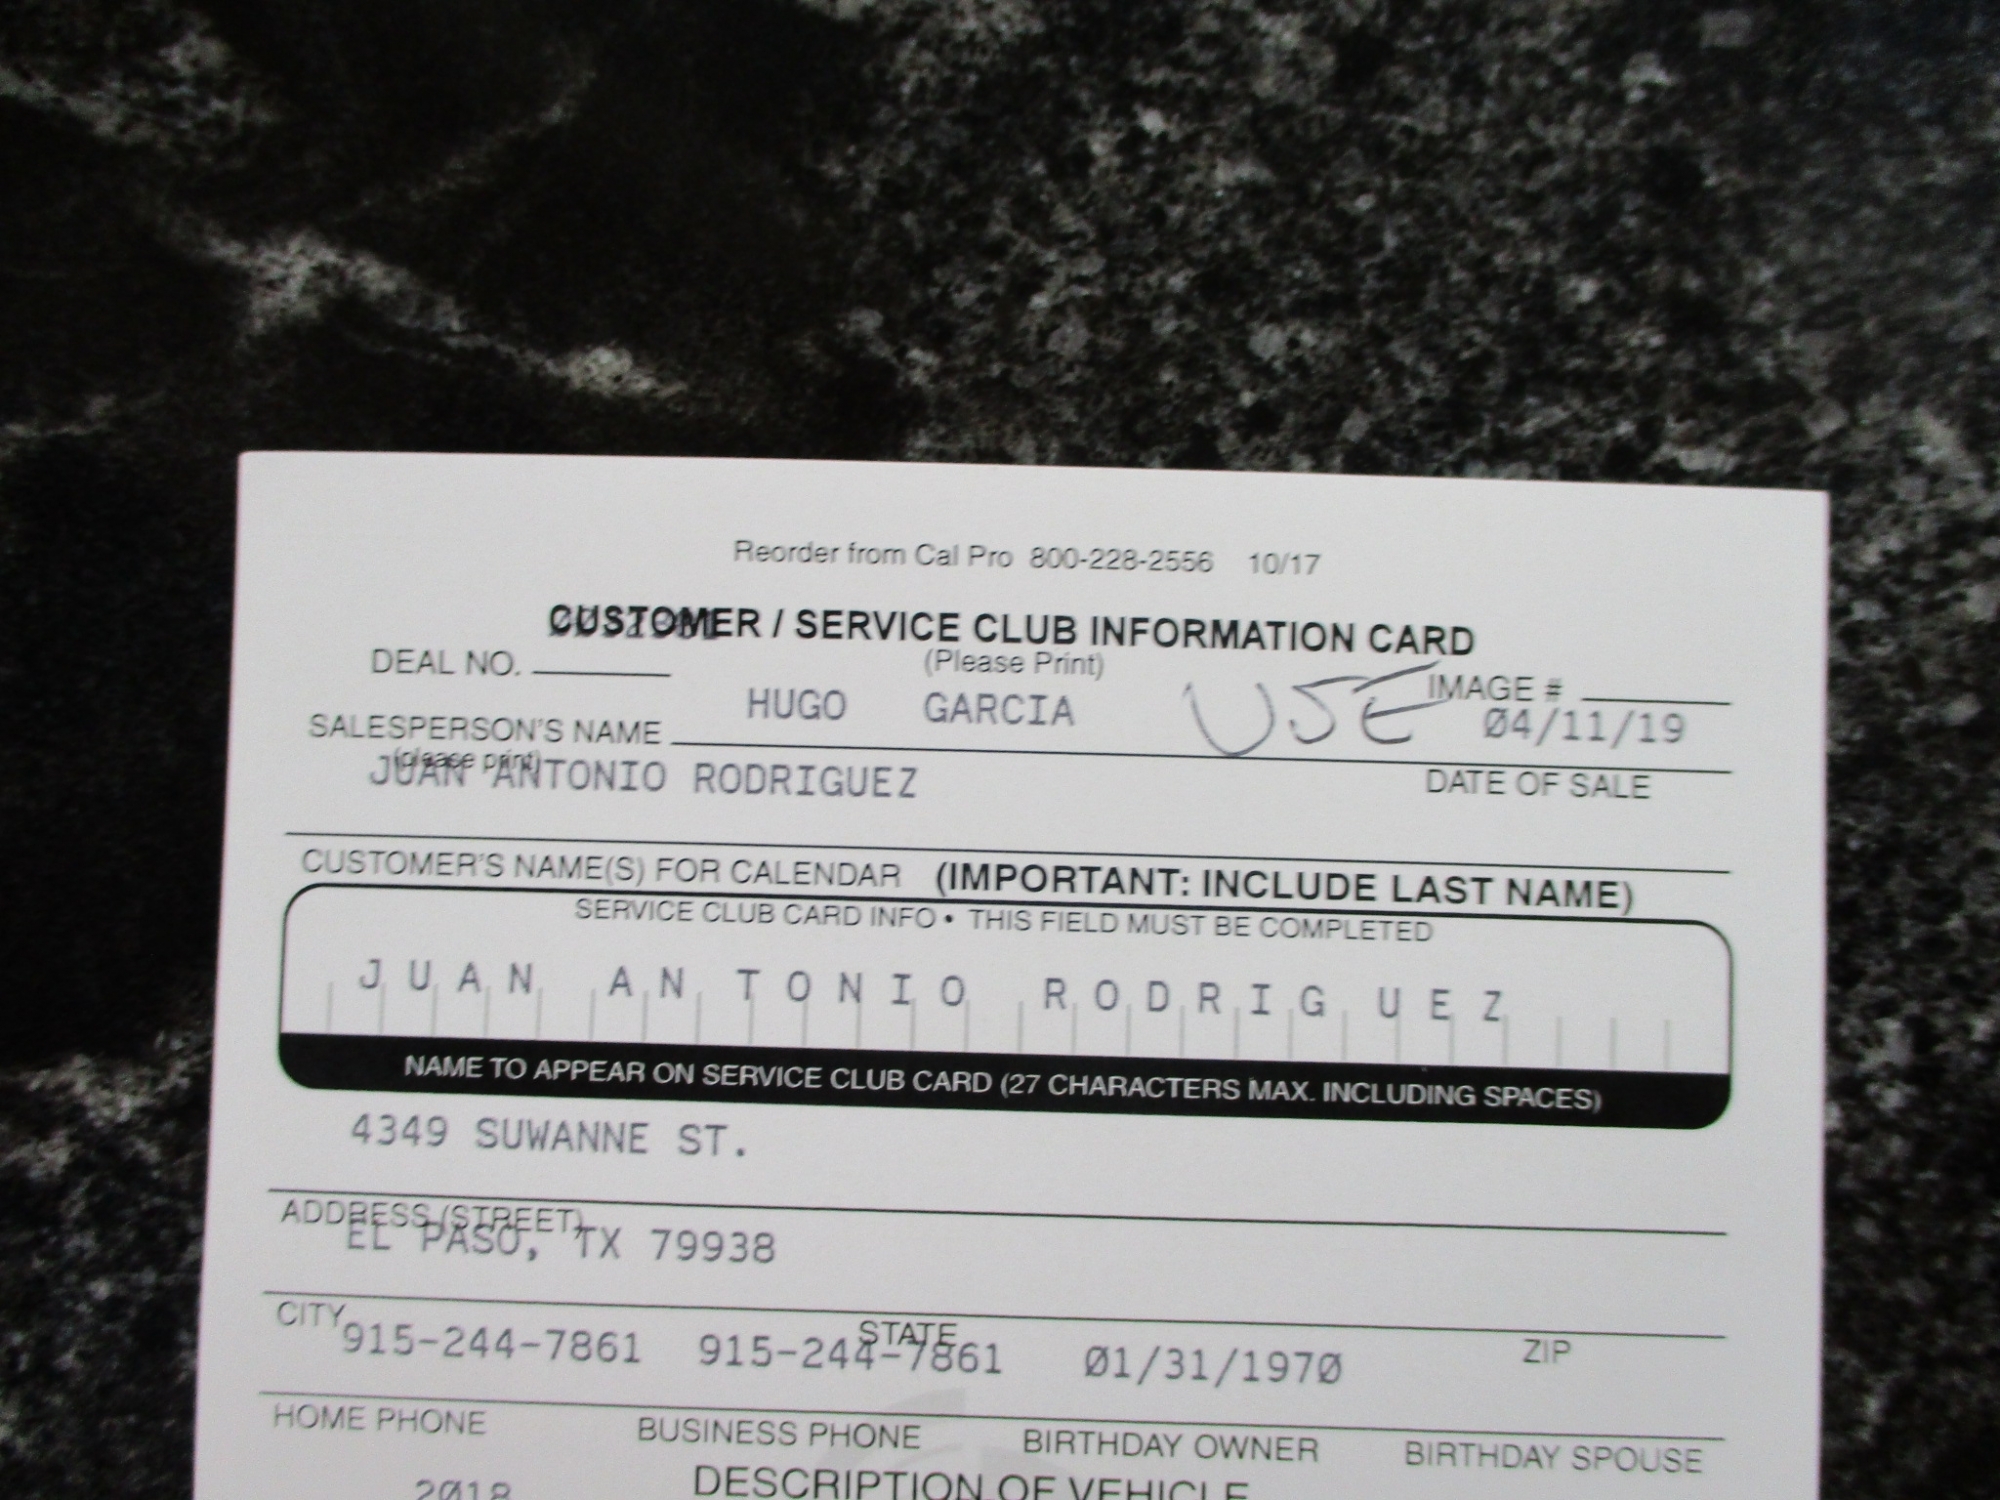 Reorder from Cal Pro 800-228-2556 10/17
CUSTOMER / SERVICE CLUB INFORMATION CARD
DEAL NO.
(Please Print)
IMAGE #
HUGO GARCIA USE 04/11/19
SALESPERSON'S NAME
(please print)
DATE OF SALE
JUAN ANTONIO RODRIGUEZ
CUSTOMER'S NAME(S) FOR CALENDAR (IMPORTANT: INCLUDE LAST NAME)
SERVICE CLUB CARD INFO • THIS FIELD MUST BE COMPLETED
JUAN ANTONIO RODRIGUEZ
NAME TO APPEAR ON SERVICE CLUB CARD (27 CHARACTERS MAX. INCLUDING SPACES)
4349 SUWANNE ST.
ADDRESS (STREET)
EL PASO, TX 79938
CITY STATE ZIP
915-244-7861 915-244-7861 01/31/1970
HOME PHONE BUSINESS PHONE BIRTHDAY OWNER BIRTHDAY SPOUSE
DESCRIPTION OF VEHICLE
2018